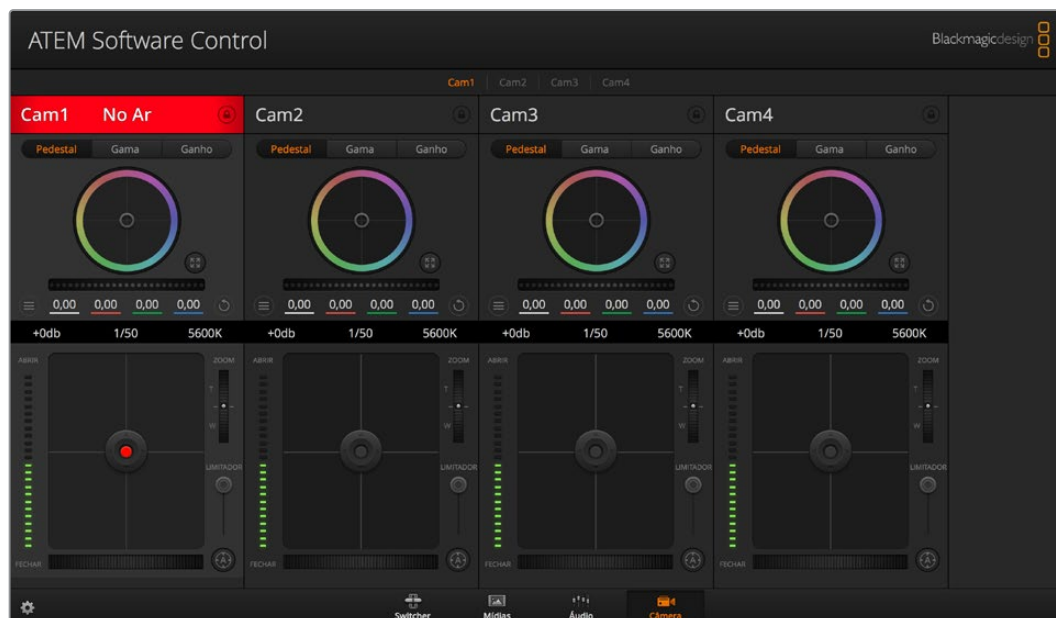 ATEM Software Control
Blackmagicdesign
Cam1 Cam2 Cam3 Cam4
Cam1 No Ar Cam2 Cam3 Cam4
Pedestal Gama Ganho Pedestal Gama Ganho Pedestal Gama Ganho Pedestal Gama Ganho
0,00 0,00 0,00 0,00 0,00 0,00 0,00 0,00 0,00 0,00 0,00 0,00 0,00 0,00 0,00 0,00
+0db 1/50 5600K +0db 1/50 5600K +0db 1/50 5600K +0db 1/50 5600K
ABRIR ZOOM ABRIR ZOOM ABRIR ZOOM ABRIR ZOOM
T T T T
W W W W
LIMITADOR LIMITADOR LIMITADOR LIMITADOR
A A A A
FECHAR FECHAR FECHAR FECHAR
Switcher Mídias Áudio Câmera